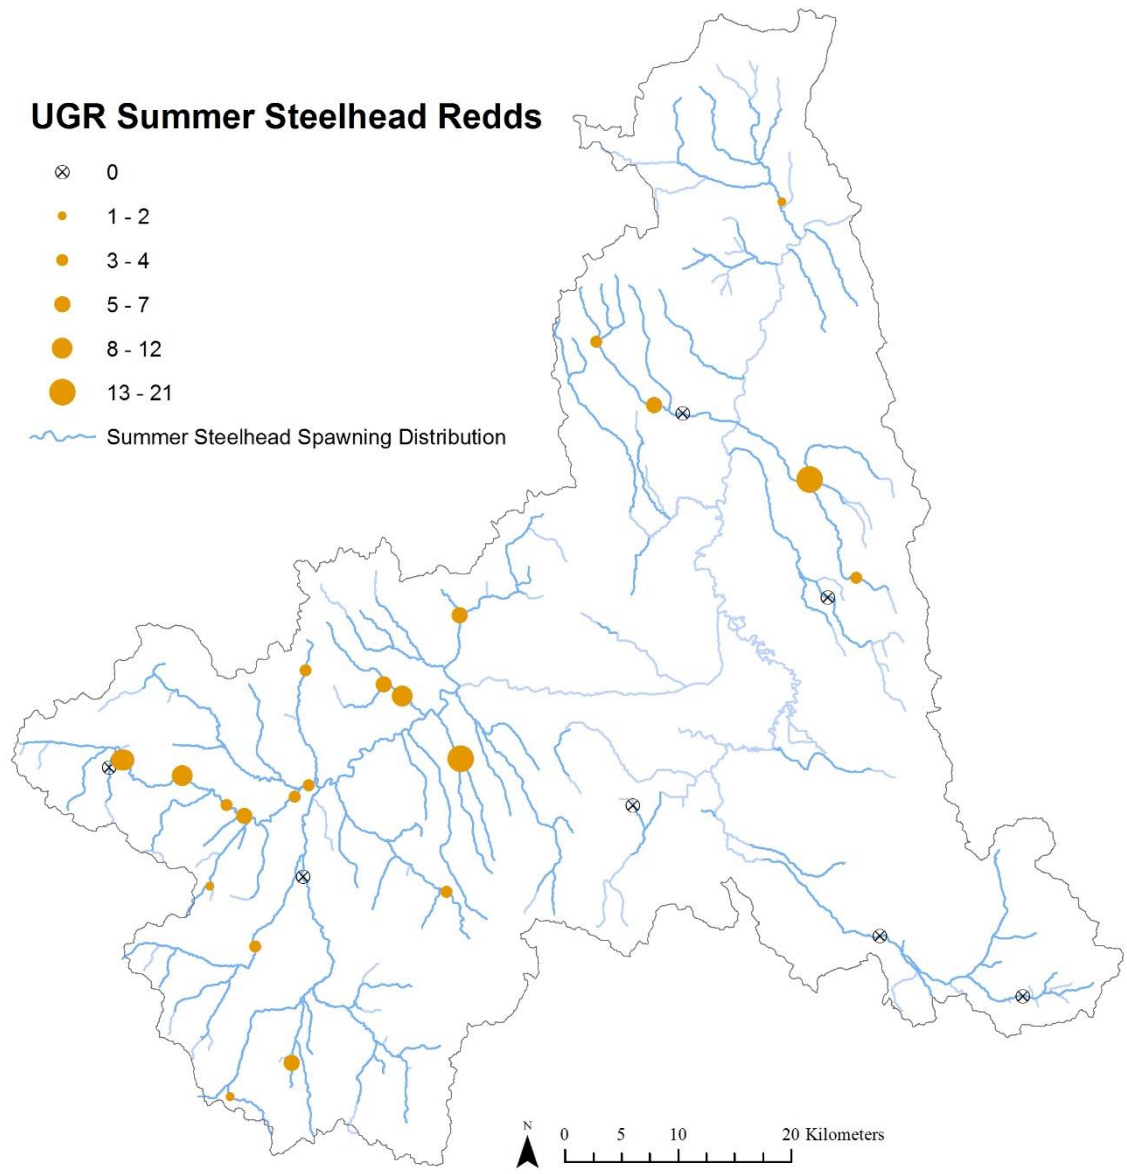 UGR Summer Steelhead Redds
0
1 - 2
3 - 4
5 - 7
8 - 12
13 - 21
Summer Steelhead Spawning Distribution
N
0 5 10 20 Kilometers